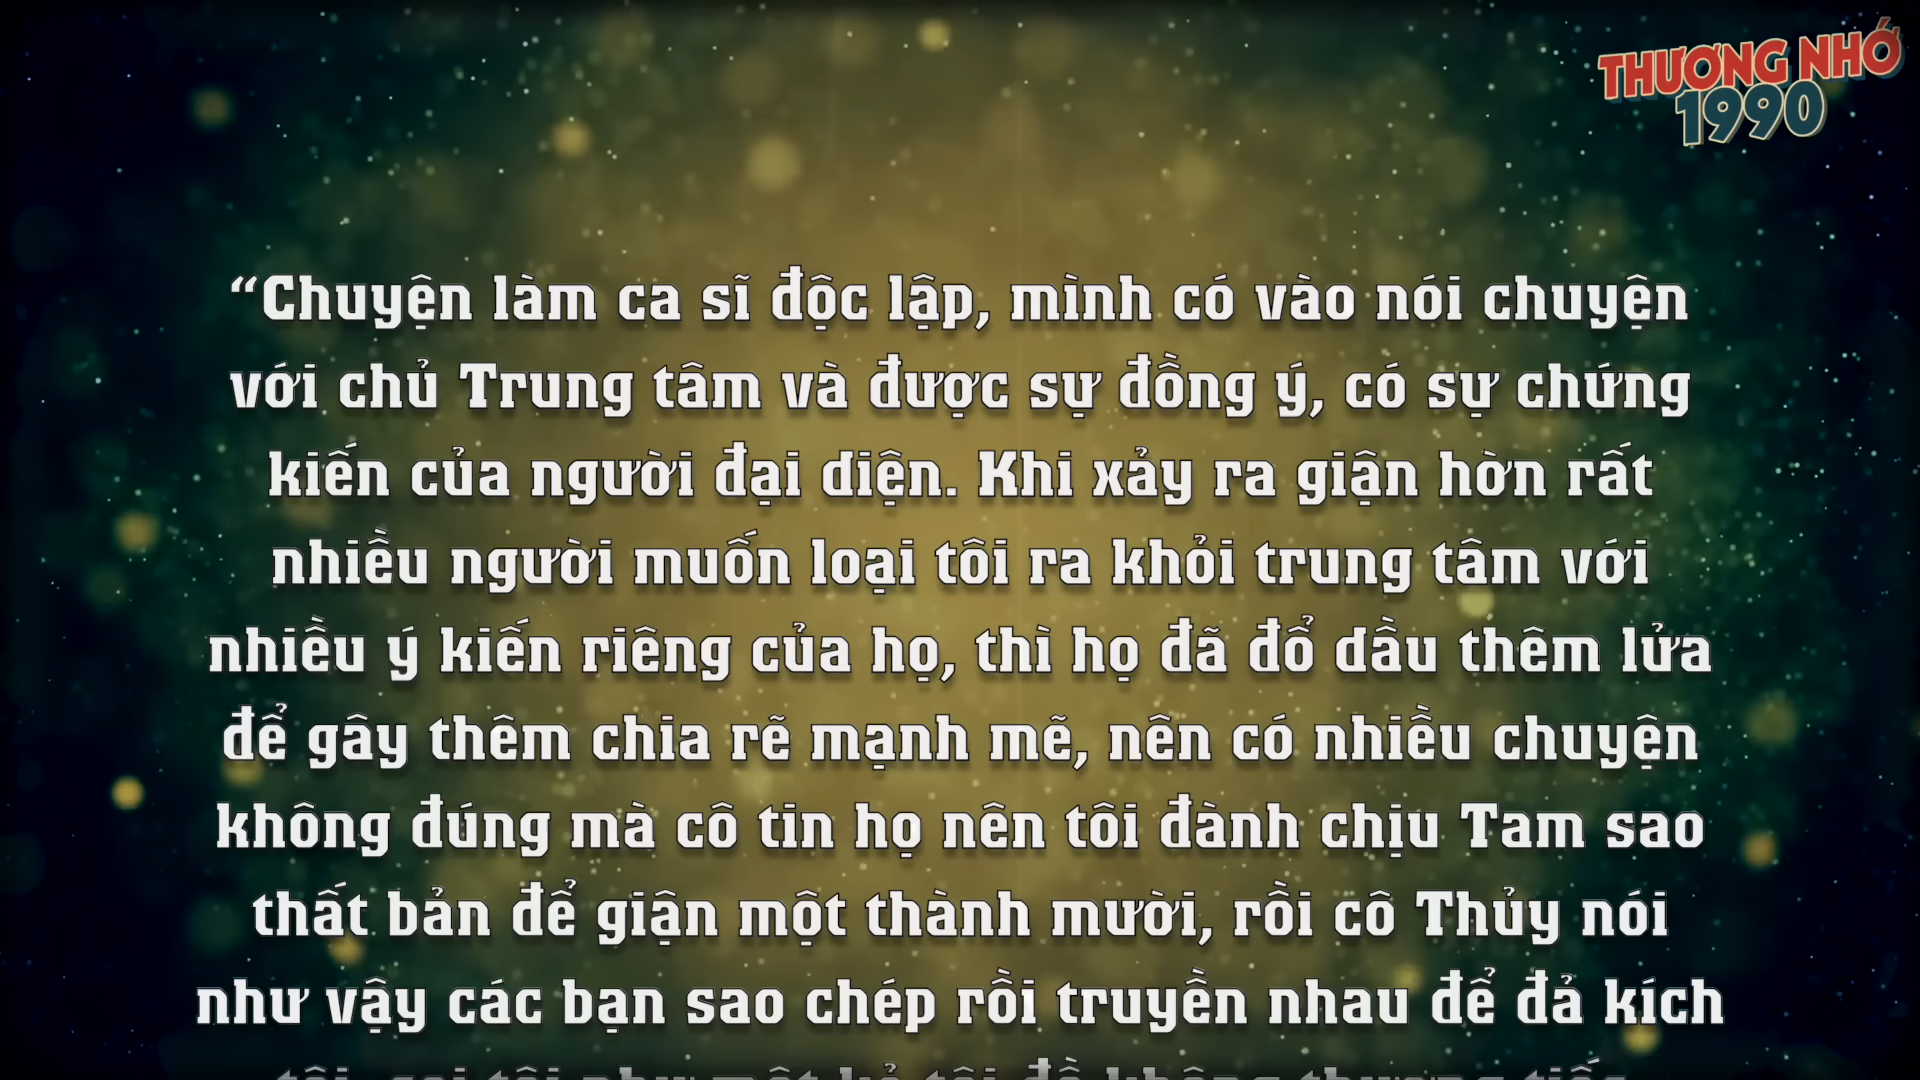 THƯƠNG NHỚ
1990
“Chuyện làm ca sĩ độc lập, mình có vào nói chuyện
với chủ Trung tâm và được sự đồng ý, có sự chứng
kiến của người đại diện. Khi xảy ra giận hờn rất
nhiều người muốn loại tôi ra khỏi trung tâm với
nhiều ý kiến riêng của họ, thì họ đã đổ dầu thêm lửa
để gây thêm chia rẽ mạnh mẽ, nên có nhiều chuyện
không đúng mà cô tin họ nên tôi đành chịu Tam sao
thất bản để giận một thành mười, rồi cô Thủy nói
như vậy các bạn sao chép rồi truyền nhau để đả kích